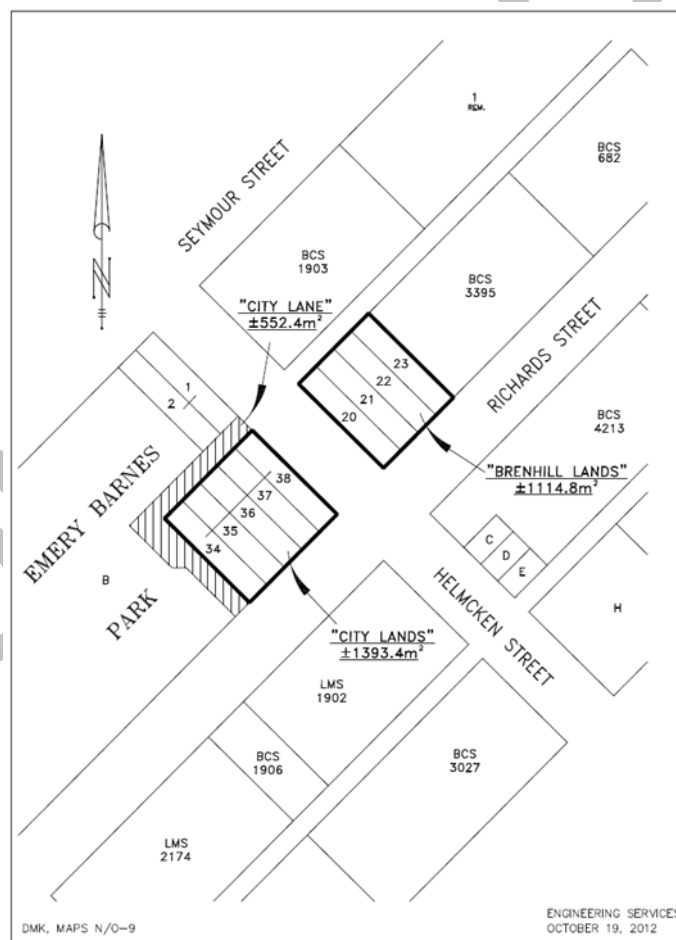 1
REM.
BCS
682
SEYMOUR STREET
BCS
1903
BCS
3395
N
"CITY LANE"
±552.4m²
RICHARDS STREET
23
22
21
20
1
2
BCS
4213
"BRENHILL LANDS"
±1114.8m²
EMERY BARNES
PARK
B
38
37
36
35
34
C
D
E
H
HELMCKEN STREET
"CITY LANDS"
±1393.4m²
LMS
1902
BCS
1906
BCS
3027
LMS
2174
DMK, MAPS N/O-9
ENGINEERING SERVICES
OCTOBER 19, 2012